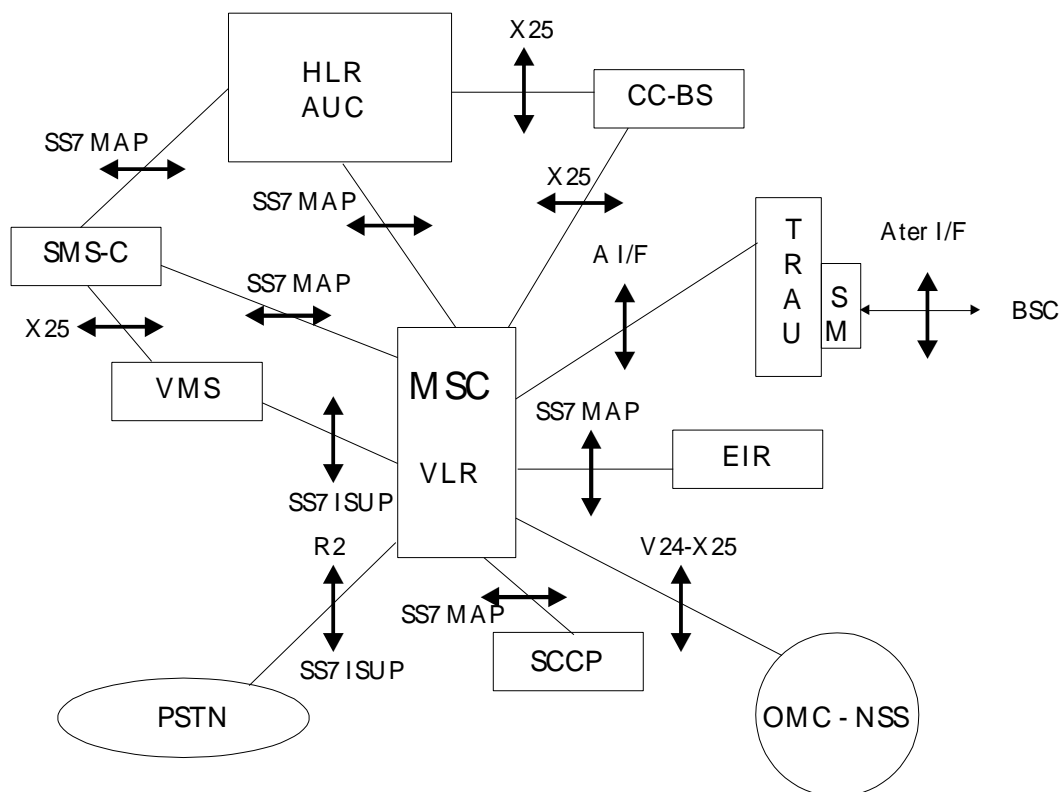 X25
HLR
AUC
CC-BS
SS7 MAP
SS7 MAP
X25
SMS-C
A I/F
T
R
A
U
S
M
Ater I/F
BSC
SS7 MAP
X25
VMS
MSC
VLR
SS7 MAP
EIR
SS7 ISUP
R2
V24-X25
SS7 MAP
SS7 ISUP
SCCP
PSTN
OMC - NSS